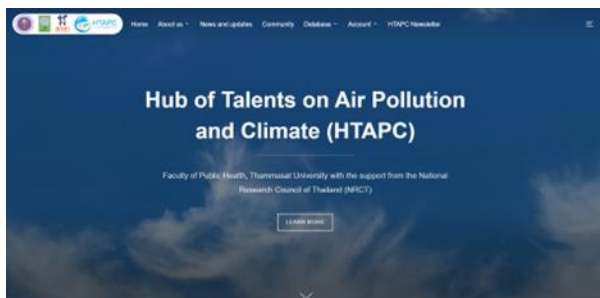 HTAPC
Home About us News and updates Community Database Account HTAPC Newsletter
Hub of Talents on Air Pollution
and Climate (HTAPC)
Faculty of Public Health, Thammasat University with the support from the National
Research Council of Thailand (NRCT)
LEARN MORE